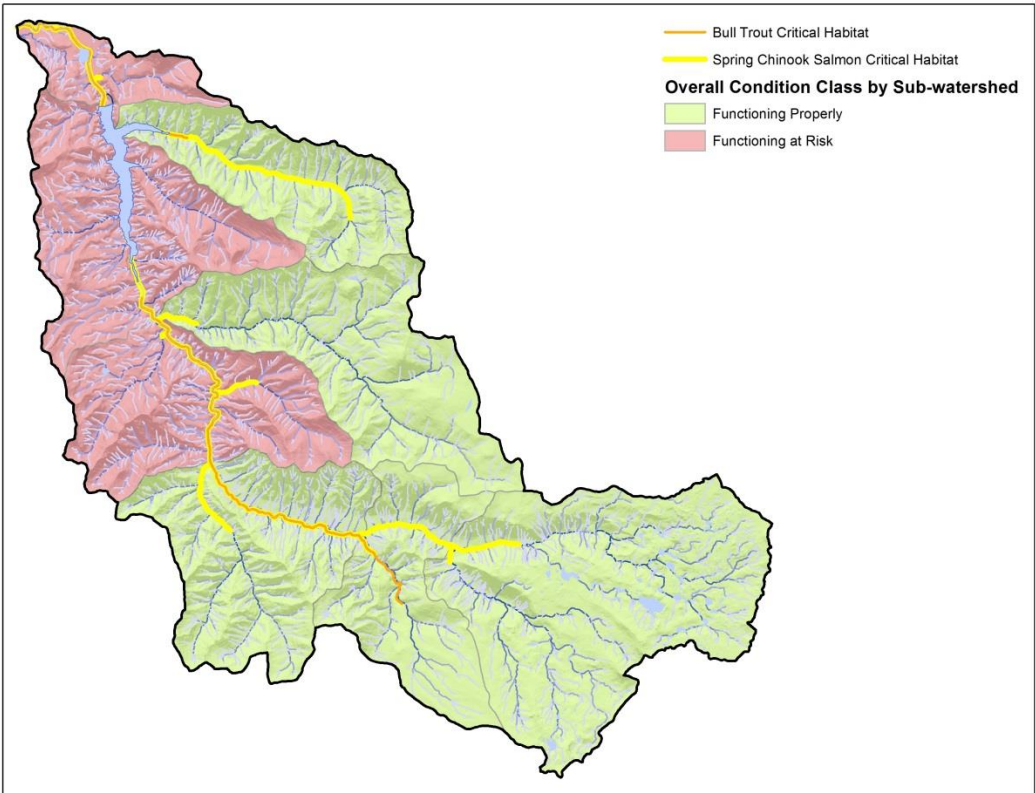 Bull Trout Critical Habitat
Spring Chinook Salmon Critical Habitat
Overall Condition Class by Sub-watershed
Functioning Properly
Functioning at Risk